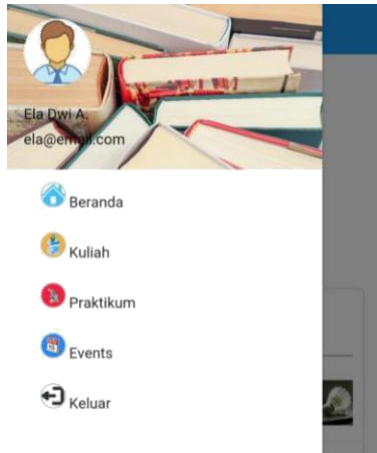 Ela Dwi A.
ela@email.com
Beranda
Kuliah
Praktikum
Events
Keluar